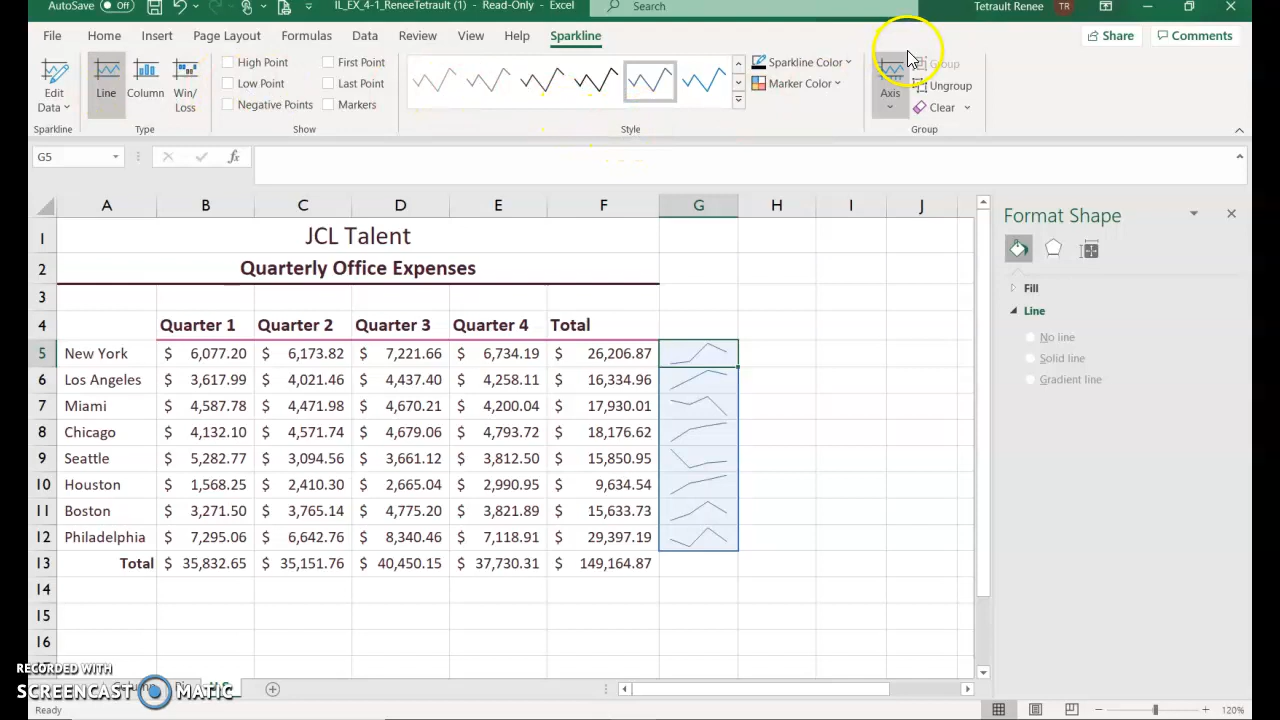 AutoSave Off IL_EX_4-1_ReneeTetrault (1) - Read-Only - Excel Search Tetrault Renee TR
File Home Insert Page Layout Formulas Data Review View Help Sparkline Share Comments
High Point First Point Sparkline Color Group
Low Point Last Point Marker Color Ungroup
Edit Data Line Column Win/Loss Negative Points Markers Axis Clear
Sparkline Type Show Style Group
G5 fx
A B C D E F G H I J
1 JCL Talent
2 Quarterly Office Expenses
3
4 Quarter 1 Quarter 2 Quarter 3 Quarter 4 Total
5 New York $ 6,077.20 $ 6,173.82 $ 7,221.66 $ 6,734.19 $ 26,206.87
6 Los Angeles $ 3,617.99 $ 4,021.46 $ 4,437.40 $ 4,258.11 $ 16,334.96
7 Miami $ 4,587.78 $ 4,471.98 $ 4,670.21 $ 4,200.04 $ 17,930.01
8 Chicago $ 4,132.10 $ 4,571.74 $ 4,679.06 $ 4,793.72 $ 18,176.62
9 Seattle $ 5,282.77 $ 3,094.56 $ 3,661.12 $ 3,812.50 $ 15,850.95
10 Houston $ 1,568.25 $ 2,410.30 $ 2,665.04 $ 2,990.95 $ 9,634.54
11 Boston $ 3,271.50 $ 3,765.14 $ 4,775.20 $ 3,821.89 $ 15,633.73
12 Philadelphia $ 7,295.06 $ 6,642.76 $ 8,340.46 $ 7,118.91 $ 29,397.19
13 Total $ 35,832.65 $ 35,151.76 $ 40,450.15 $ 37,730.31 $ 149,164.87
14
15
16
Format Shape
Fill
Line
No line
Solid line
Gradient line
RECORDED WITH
SCREENCAST MATIC
Ready 120%